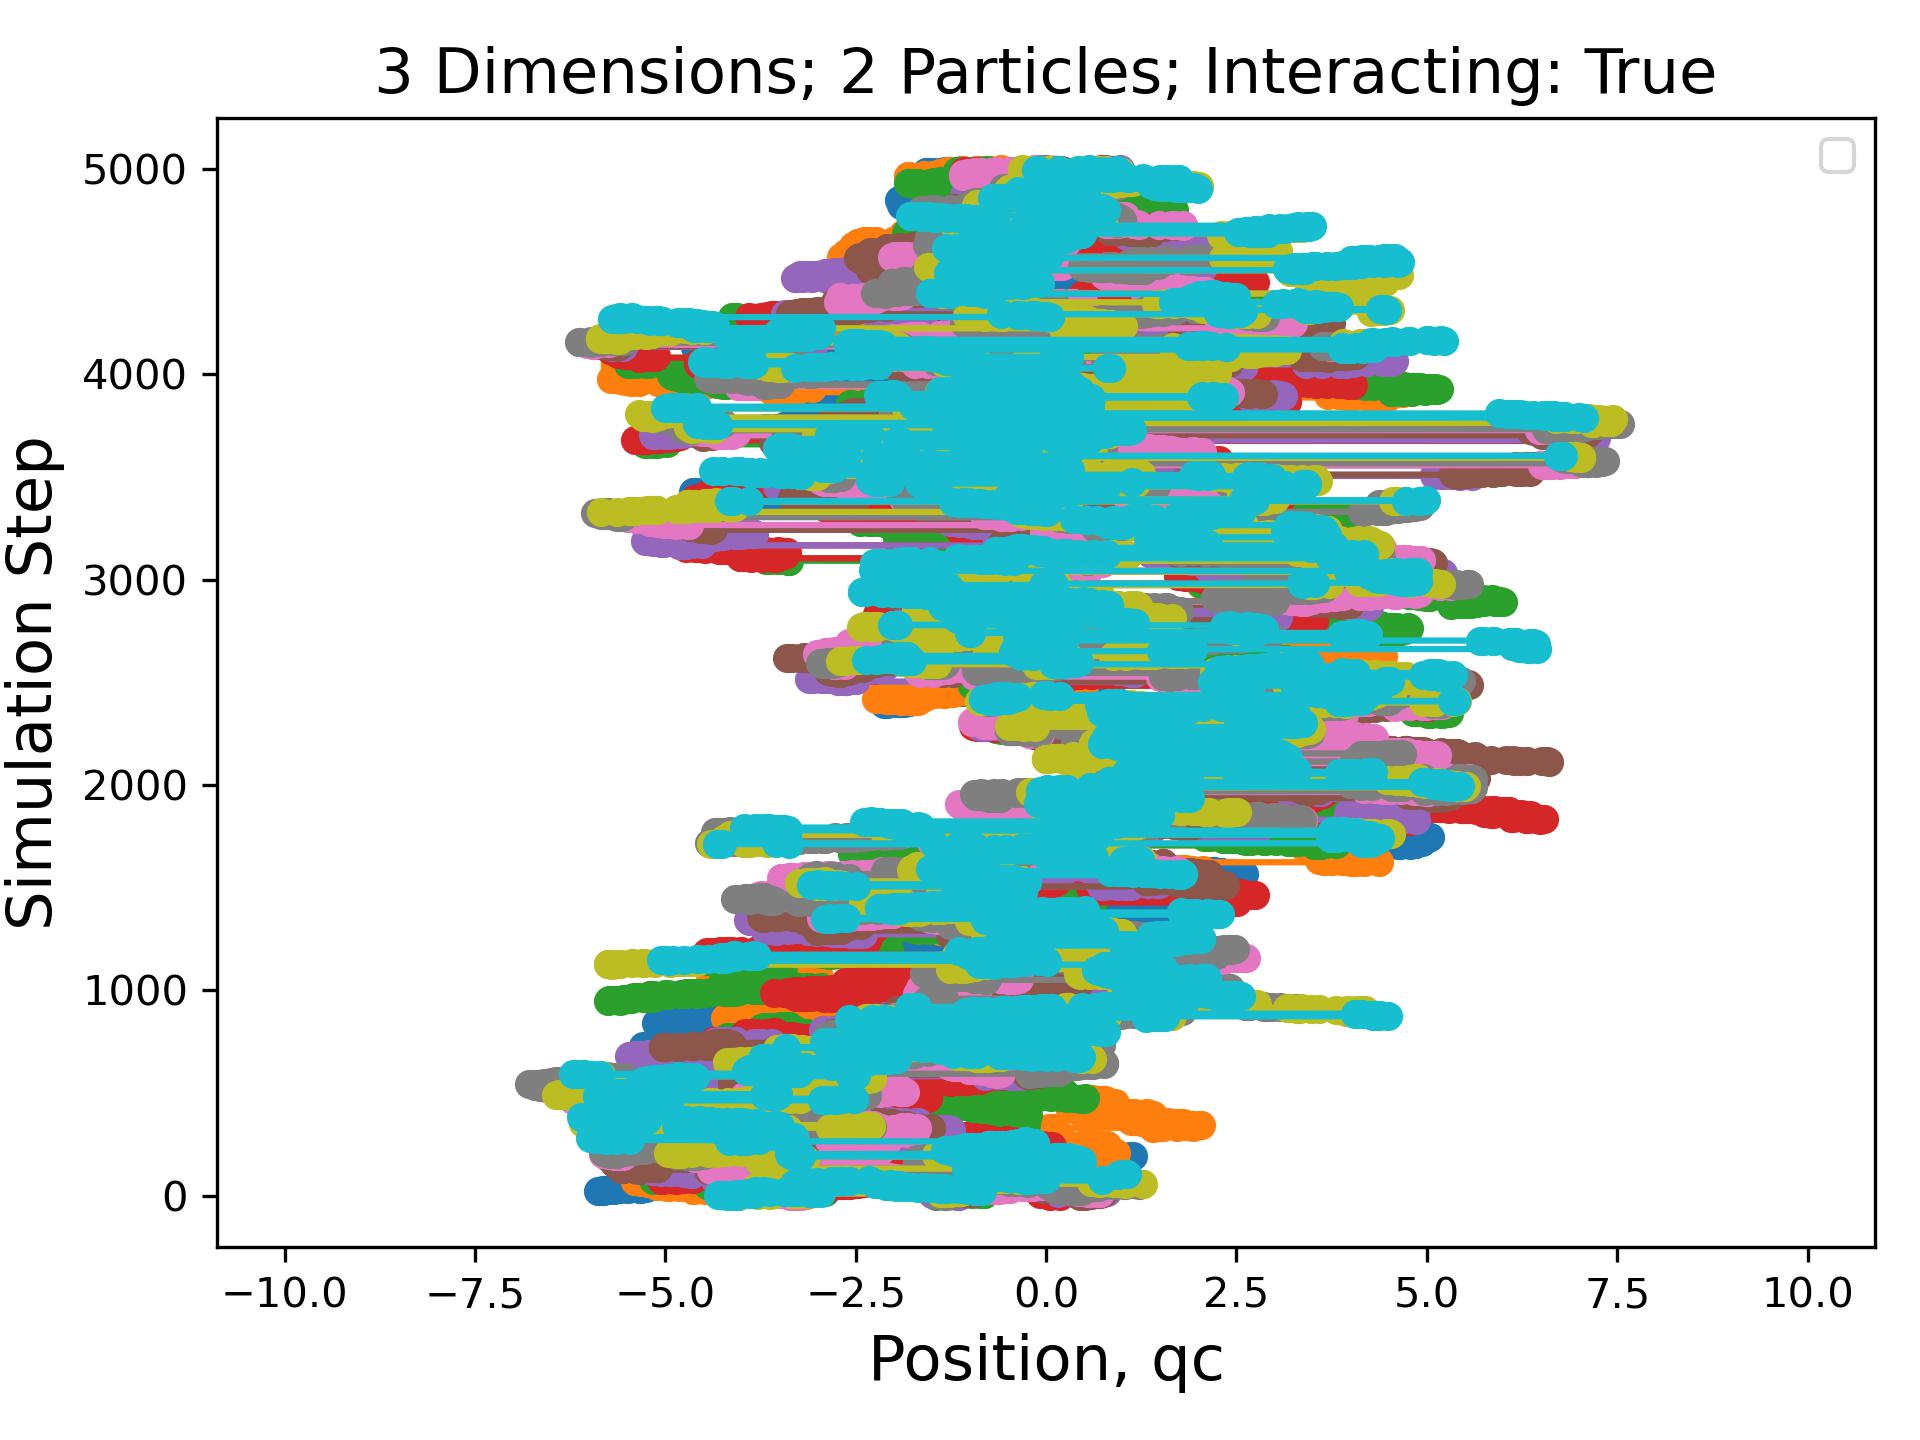 3 Dimensions; 2 Particles; Interacting: True
5000
4000
3000
2000
1000
0
Simulation Step
−10.0 −7.5 −5.0 −2.5 0.0 2.5 5.0 7.5 10.0
Position, qc